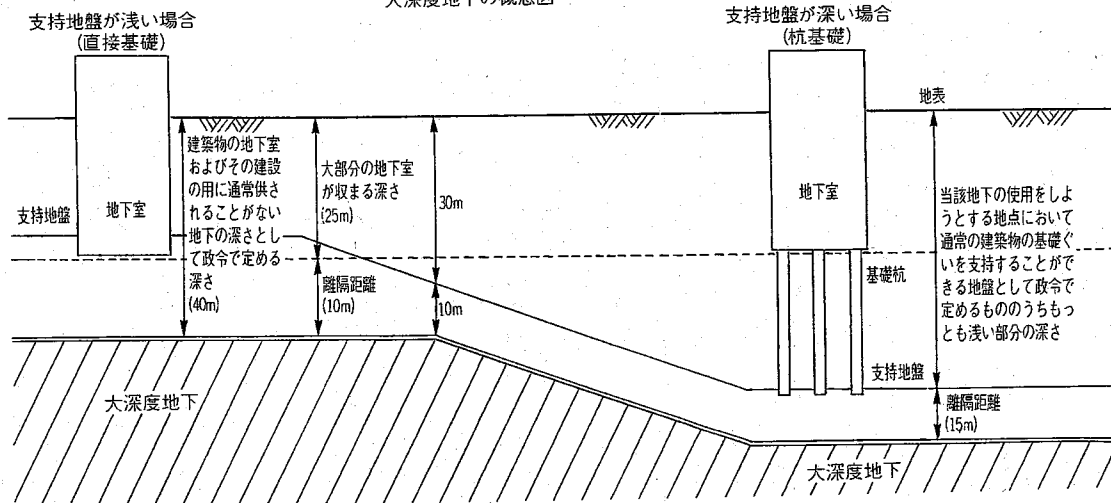 大深度地下の概念図
支持地盤が浅い場合
(直接基礎)
支持地盤が深い場合
(杭基礎)
地表
建築物の地下室
およびその建設
の用に通常供さ
れることがない
地下の深さとし
て政令で定める
深さ
(40m)
大部分の地下室
が収まる深さ
(25m)
30m
支持地盤
地下室
地下室
当該地下の使用をしよ
うとする地点において
通常の建築物の基礎ぐ
いを支持することがで
きる地盤として政令で
定めるもののうちもっ
とも浅い部分の深さ
離隔距離
(10m)
10m
基礎杭
支持地盤
離隔距離
(15m)
大深度地下
大深度地下